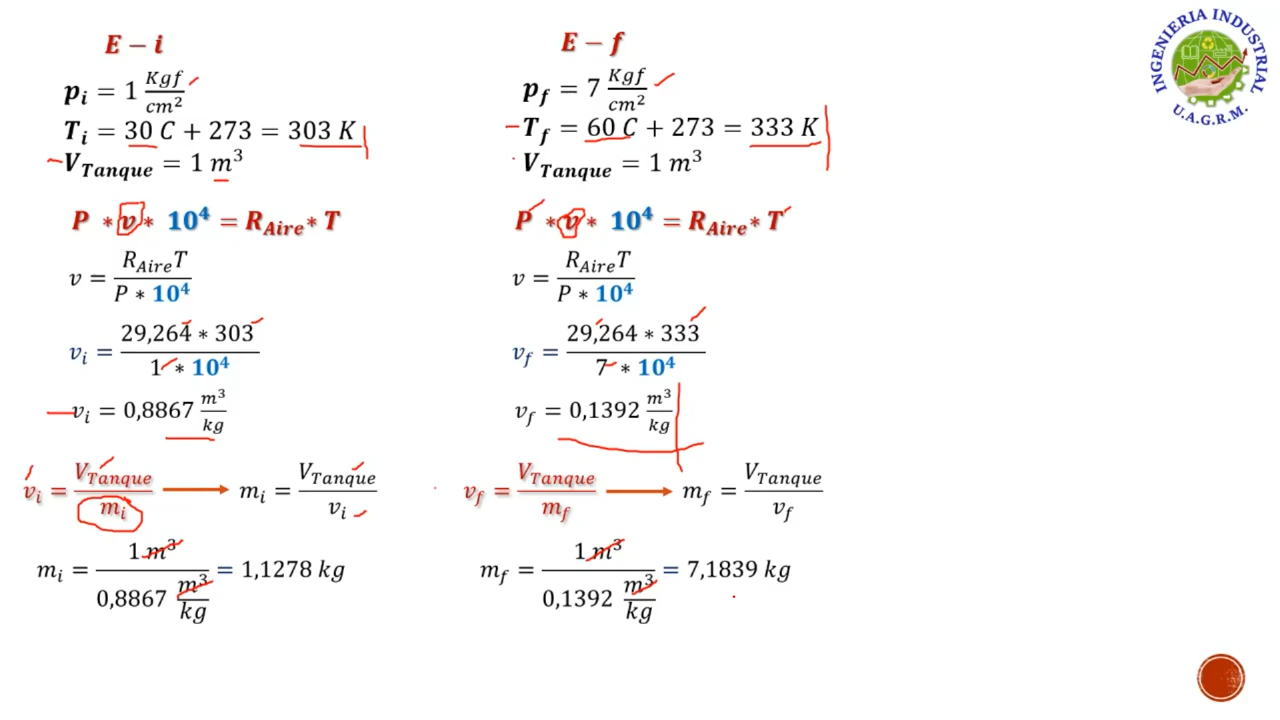 E − i
p_i = 1 Kgf/cm²
T_i = 30 C + 273 = 303 K
V_Tanque = 1 m³
P * v * 10⁴ = R_Aire * T
v = R_Aire T / P * 10⁴
v_i = 29,264 * 303 / 1 * 10⁴
v_i = 0,8867 m³/kg
v_i = V_Tanque / m_i → m_i = V_Tanque / v_i
m_i = 1 m³ / 0,8867 m³/kg = 1,1278 kg
E − f
p_f = 7 Kgf/cm²
T_f = 60 C + 273 = 333 K
V_Tanque = 1 m³
P * v * 10⁴ = R_Aire * T
v = R_Aire T / P * 10⁴
v_f = 29,264 * 333 / 7 * 10⁴
v_f = 0,1392 m³/kg
v_f = V_Tanque / m_f → m_f = V_Tanque / v_f
m_f = 1 m³ / 0,1392 m³/kg = 7,1839 kg
INGENIERIA INDUSTRIAL
U.A.G.R.M.